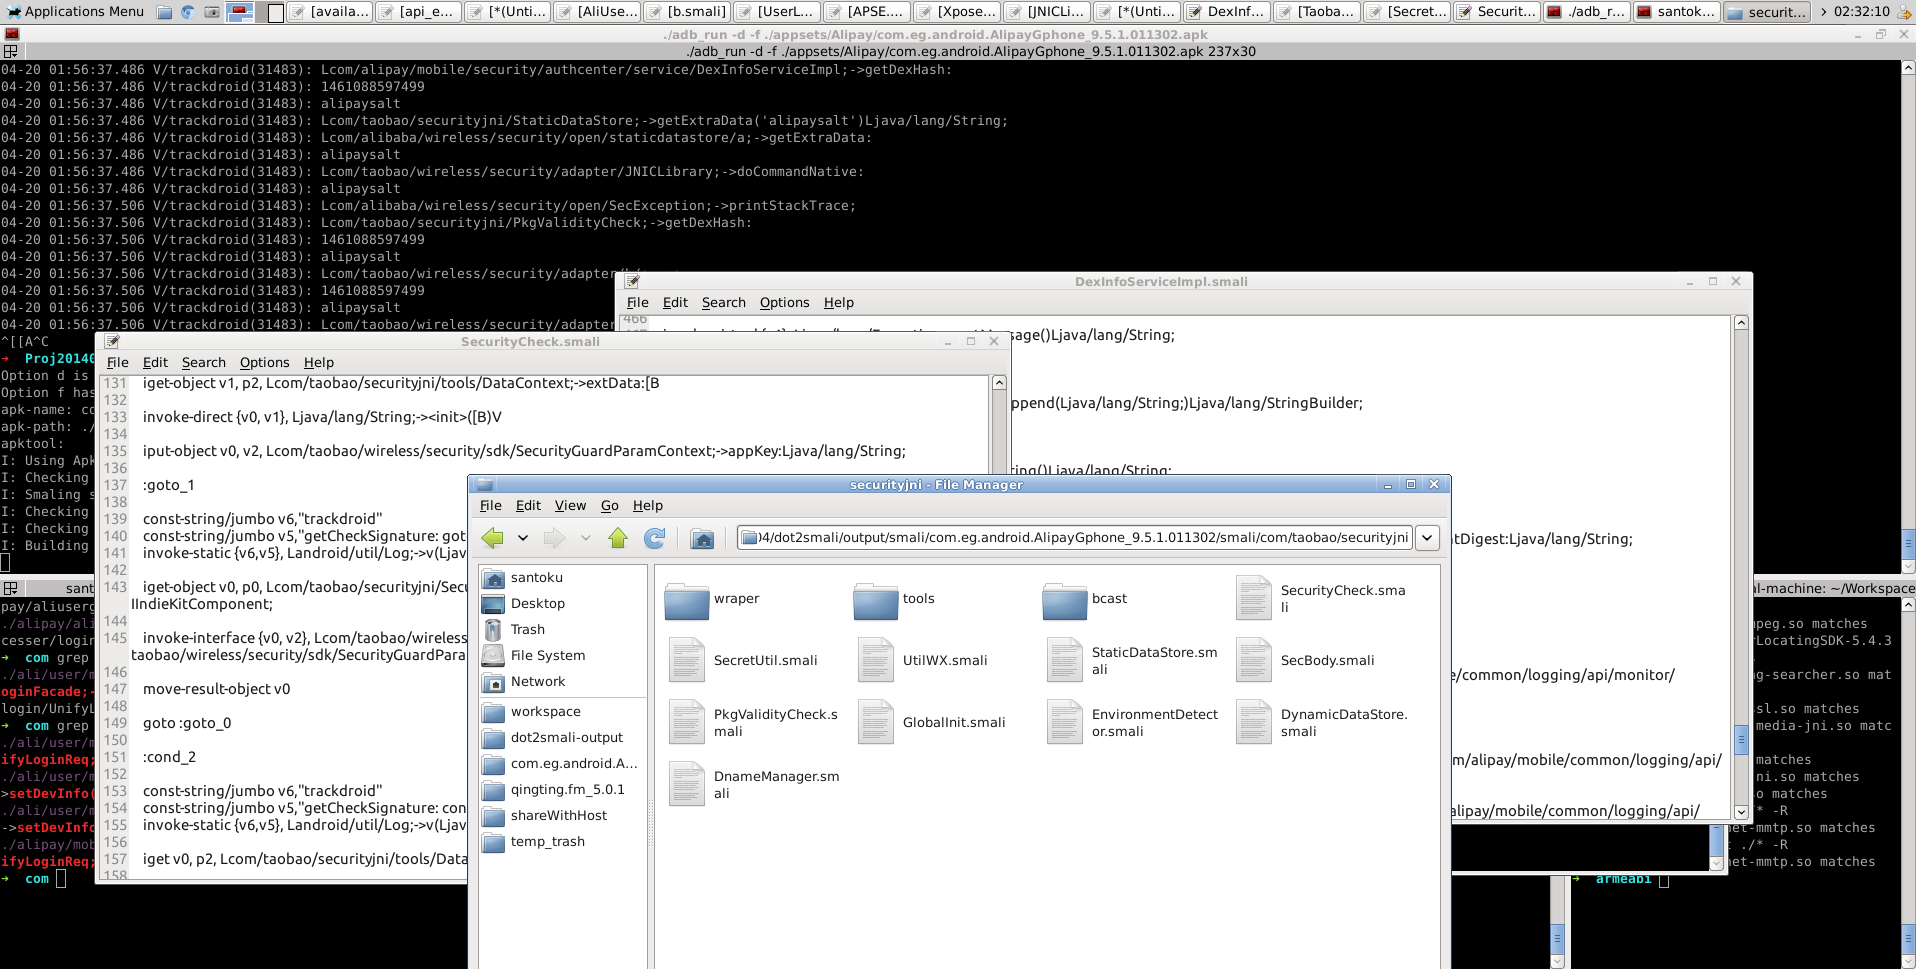 Applications Menu
[availa...
[api_e...
[*(Unti...
[AliUse...
[b.smali]
[UserL...
[APSE....
[Xpose...
[JNICLi...
[*(Unti...
DexInf...
[Taoba...
[Secret...
Securit...
./adb_r...
santok...
securit...
02:32:10
./adb_run -d -f ./appsets/Alipay/com.eg.android.AlipayGphone_9.5.1.011302.apk
./adb_run -d -f ./appsets/Alipay/com.eg.android.AlipayGphone_9.5.1.011302.apk 237x30
04-20 01:56:37.486 V/trackdroid(31483): Lcom/alipay/mobile/security/authcenter/service/DexInfoServiceImpl;->getDexHash:
04-20 01:56:37.486 V/trackdroid(31483): 1461088597499
04-20 01:56:37.486 V/trackdroid(31483): alipaysalt
04-20 01:56:37.486 V/trackdroid(31483): Lcom/taobao/securityjni/StaticDataStore;->getExtraData('alipaysalt')Ljava/lang/String;
04-20 01:56:37.486 V/trackdroid(31483): Lcom/alibaba/wireless/security/open/staticdatastore/a;->getExtraData:
04-20 01:56:37.486 V/trackdroid(31483): alipaysalt
04-20 01:56:37.486 V/trackdroid(31483): Lcom/taobao/wireless/security/adapter/JNICLibrary;->doCommandNative:
04-20 01:56:37.486 V/trackdroid(31483): alipaysalt
04-20 01:56:37.486 V/trackdroid(31483): Lcom/alibaba/wireless/security/open/SecException;->printStackTrace;
04-20 01:56:37.506 V/trackdroid(31483): Lcom/taobao/securityjni/PkgValidityCheck;->getDexHash:
04-20 01:56:37.506 V/trackdroid(31483): 1461088597499
04-20 01:56:37.506 V/trackdroid(31483): alipaysalt
04-20 01:56:37.506 V/trackdroid(31483): Lcom/taobao/wireless/security/adapter
04-20 01:56:37.506 V/trackdroid(31483): 1461088597499
04-20 01:56:37.506 V/trackdroid(31483): alipaysalt
04-20 01:56:37.506 V/trackdroid(31483): Lcom/taobao/wireless/security/adapter
^[[A^C
➜ Proj20140
Option d is
Option f has
apk-name: co
apk-path: ./
apktool:
I: Using Apk
I: Checking
I: Smaling s
I: Checking
I: Checking
I: Building
DexInfoServiceImpl.smali
File Edit Search Options Help
466
sage()Ljava/lang/String;
ppend(Ljava/lang/String;)Ljava/lang/StringBuilder;
ring()Ljava/lang/String;
tDigest:Ljava/lang/String;
e/common/logging/api/monitor/
m/alipay/mobile/common/logging/api/
alipay/mobile/common/logging/api/
SecurityCheck.smali
File Edit Search Options Help
131 iget-object v1, p2, Lcom/taobao/securityjni/tools/DataContext;->extData:[B
132
133 invoke-direct {v0, v1}, Ljava/lang/String;-><init>([B)V
134
135 iput-object v0, v2, Lcom/taobao/wireless/security/sdk/SecurityGuardParamContext;->appKey:Ljava/lang/String;
136
137 :goto_1
138
139 const-string/jumbo v6,"trackdroid"
140 const-string/jumbo v5,"getCheckSignature: got
141 invoke-static {v6,v5}, Landroid/util/Log;->v(Ljav
142
143 iget-object v0, p0, Lcom/taobao/securityjni/Secu
IIndieKitComponent;
144
145 invoke-interface {v0, v2}, Lcom/taobao/wireless
taobao/wireless/security/sdk/SecurityGuardPara
146
147 move-result-object v0
148
149 goto :goto_0
150
151 :cond_2
152
153 const-string/jumbo v6,"trackdroid"
154 const-string/jumbo v5,"getCheckSignature: con
155 invoke-static {v6,v5}, Landroid/util/Log;->v(Ljav
156
157 iget v0, p2, Lcom/taobao/securityjni/tools/Data
158
securityjni - File Manager
File Edit View Go Help
04/dot2smali/output/smali/com.eg.android.AlipayGphone_9.5.1.011302/smali/com/taobao/securityjni
santoku
Desktop
Trash
File System
Network
workspace
dot2smali-output
com.eg.android.A...
qingting.fm_5.0.1
shareWithHost
temp_trash
wraper
tools
bcast
SecurityCheck.sma
li
SecretUtil.smali
UtilWX.smali
StaticDataStore.sm
ali
SecBody.smali
PkgValidityCheck.s
mali
GlobalInit.smali
EnvironmentDetect
or.smali
DynamicDataStore.
smali
DnameManager.sm
ali
sant
pay/aliuserg
./alipay/ali
cesser/login
➜ com grep
./ali/user/m
oginFacade;-
login/UnifyL
➜ com grep
./ali/user/m
ifyLoginReq;
./ali/user/m
>setDevInfo(
./ali/user/m
->setDevInfo
./alipay/mob
ifyLoginReq;
➜ com
al-machine: ~/Workspace
mpeg.so matches
rLocatingSDK-5.4.3
g-searcher.so mat
ssl.so matches
media-jni.so matc
matches
ni.so matches
o matches
/* -R
net-mmtp.so matches
t ./* -R
net-mmtp.so matches
➜ armeabi